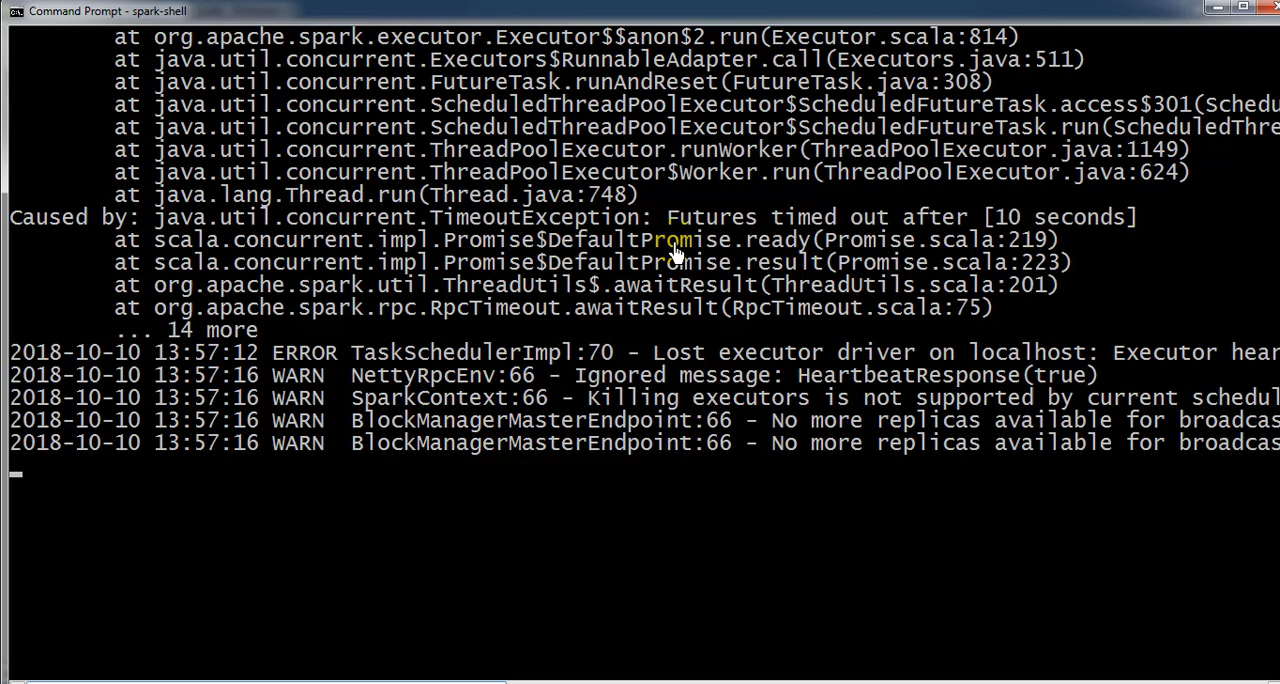 Command Prompt - spark-shell
at org.apache.spark.executor.Executor$$anon$2.run(Executor.scala:814)
at java.util.concurrent.Executors$RunnableAdapter.call(Executors.java:511)
at java.util.concurrent.FutureTask.runAndReset(FutureTask.java:308)
at java.util.concurrent.ScheduledThreadPoolExecutor$ScheduledFutureTask.access$301(Schedu
at java.util.concurrent.ScheduledThreadPoolExecutor$ScheduledFutureTask.run(ScheduledThre
at java.util.concurrent.ThreadPoolExecutor.runWorker(ThreadPoolExecutor.java:1149)
at java.util.concurrent.ThreadPoolExecutor$Worker.run(ThreadPoolExecutor.java:624)
at java.lang.Thread.run(Thread.java:748)
Caused by: java.util.concurrent.TimeoutException: Futures timed out after [10 seconds]
at scala.concurrent.impl.Promise$DefaultPromise.ready(Promise.scala:219)
at scala.concurrent.impl.Promise$DefaultPromise.result(Promise.scala:223)
at org.apache.spark.util.ThreadUtils$.awaitResult(ThreadUtils.scala:201)
at org.apache.spark.rpc.RpcTimeout.awaitResult(RpcTimeout.scala:75)
... 14 more
2018-10-10 13:57:12 ERROR TaskSchedulerImpl:70 - Lost executor driver on localhost: Executor hear
2018-10-10 13:57:16 WARN NettyRpcEnv:66 - Ignored message: HeartbeatResponse(true)
2018-10-10 13:57:16 WARN SparkContext:66 - Killing executors is not supported by current schedul
2018-10-10 13:57:16 WARN BlockManagerMasterEndpoint:66 - No more replicas available for broadcas
2018-10-10 13:57:16 WARN BlockManagerMasterEndpoint:66 - No more replicas available for broadcas